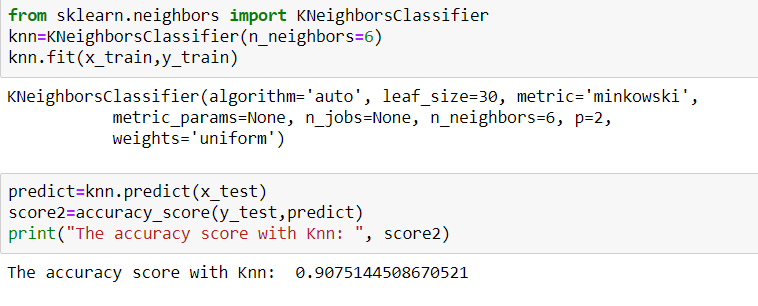 from sklearn.neighbors import KNeighborsClassifier
knn=KNeighborsClassifier(n_neighbors=6)
knn.fit(x_train,y_train)
KNeighborsClassifier(algorithm='auto', leaf_size=30, metric='minkowski',
metric_params=None, n_jobs=None, n_neighbors=6, p=2,
weights='uniform')
predict=knn.predict(x_test)
score2=accuracy_score(y_test,predict)
print("The accuracy score with Knn: ", score2)
The accuracy score with Knn:  0.9075144508670521